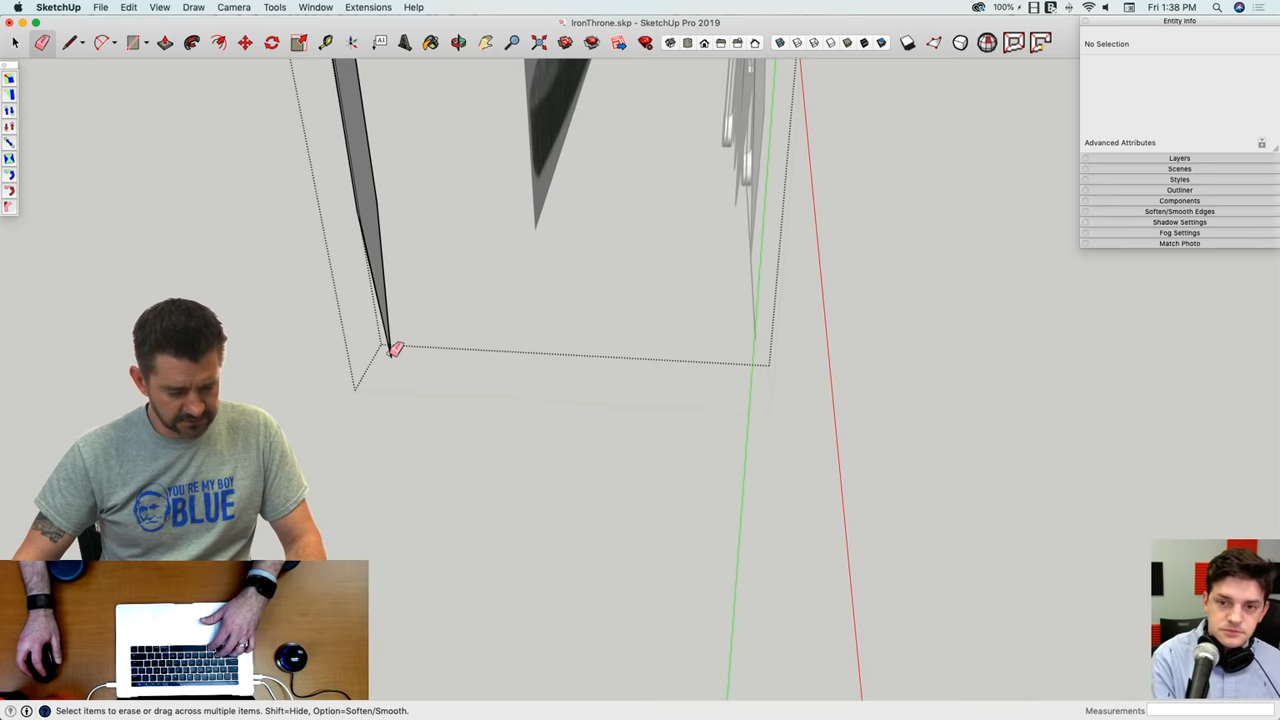 SketchUp File Edit View Draw Camera Tools Window Extensions Help
100% Fri 1:38 PM
IronThrone.skp - SketchUp Pro 2019
Entity Info
No Selection
Advanced Attributes
Layers
Scenes
Styles
Outliner
Components
Soften/Smooth Edges
Shadow Settings
Fog Settings
Match Photo
YOU'RE MY BOY
BLUE
Select items to erase or drag across multiple items. Shift=Hide, Option=Soften/Smooth.
Measurements